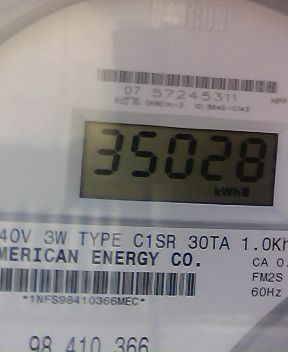 07 57245311
35028
kWh
40V 3W TYPE C1SR 30TA 1.0Kh
MERICAN ENERGY CO.
CA 0.
FM2S
60Hz
*1NFS98410366MEC*
98 410 366